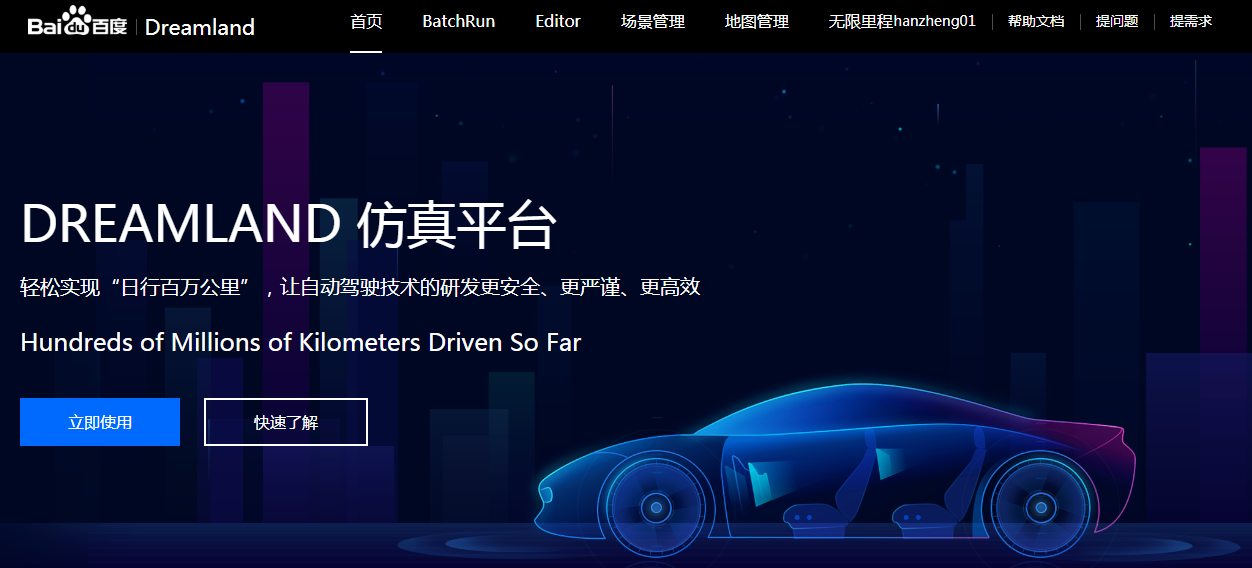 Bai du 百度 Dreamland 首页 BatchRun Editor 场景管理 地图管理 无限里程hanzheng01 帮助文档 提问题 提需求
DREAMLAND 仿真平台
轻松实现“日行百万公里”，让自动驾驶技术的研发更安全、更严谨、更高效
Hundreds of Millions of Kilometers Driven So Far
立即使用 快速了解